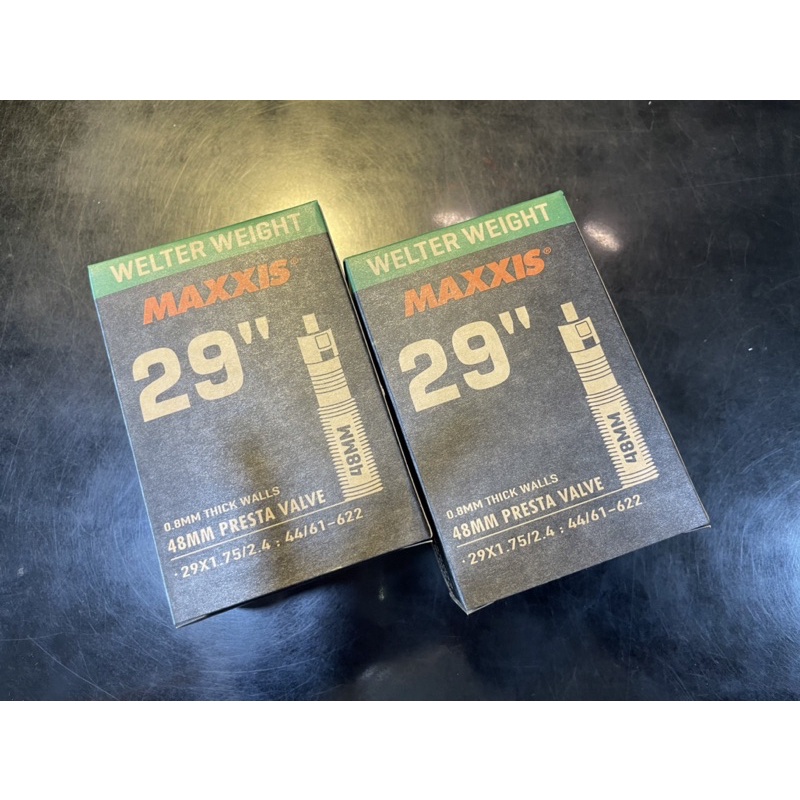 WELTER WEIGHT
MAXXIS®
29"
48MM
0.8MM THICK WALLS
48MM PRESTA VALVE
·29X1.75/2.4 : 44/61-622
WELTER WEIGHT
MAXXIS®
29"
48MM
0.8MM THICK WALLS
48MM PRESTA VALVE
·29X1.75/2.4 : 44/61-622